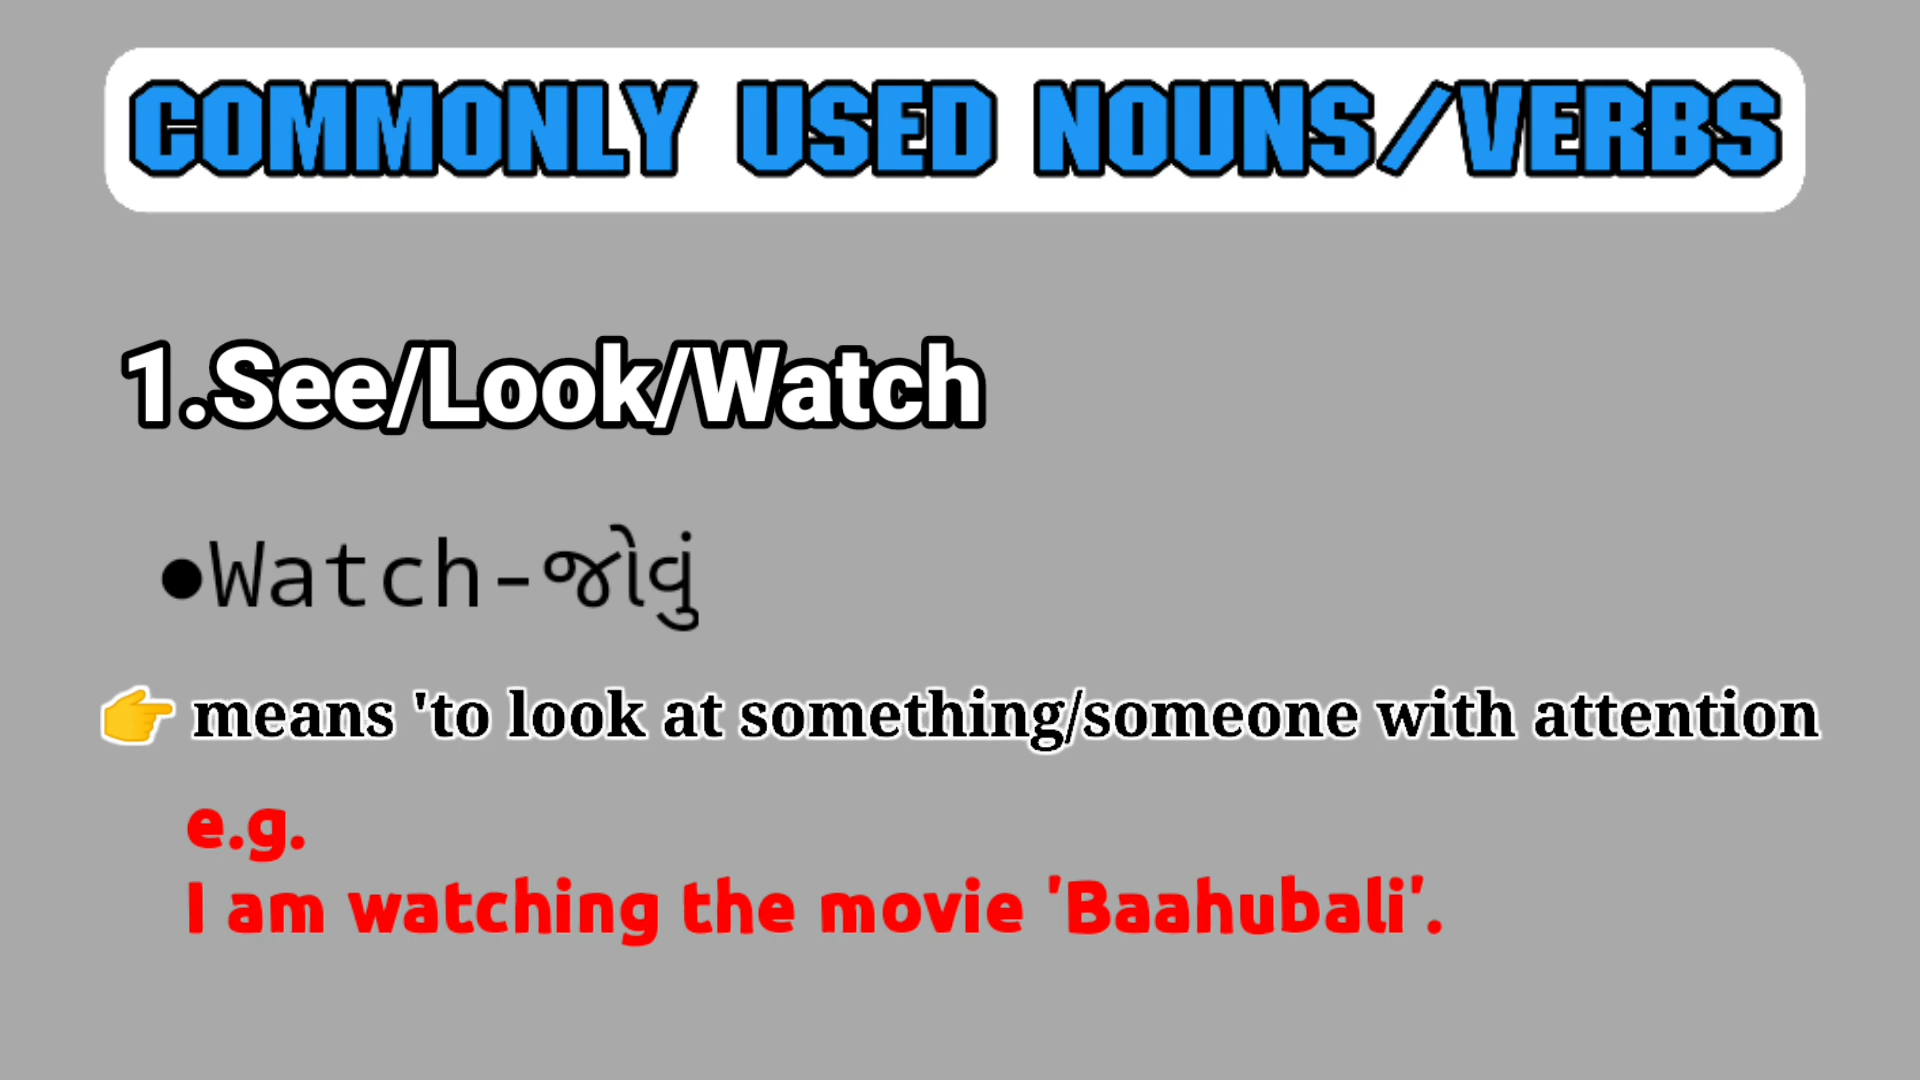 COMMONLY USED NOUNS/VERBS
1.See/Look/Watch
●Watch-જોવું
👉 means 'to look at something/someone with attention
e.g.
I am watching the movie 'Baahubali'.